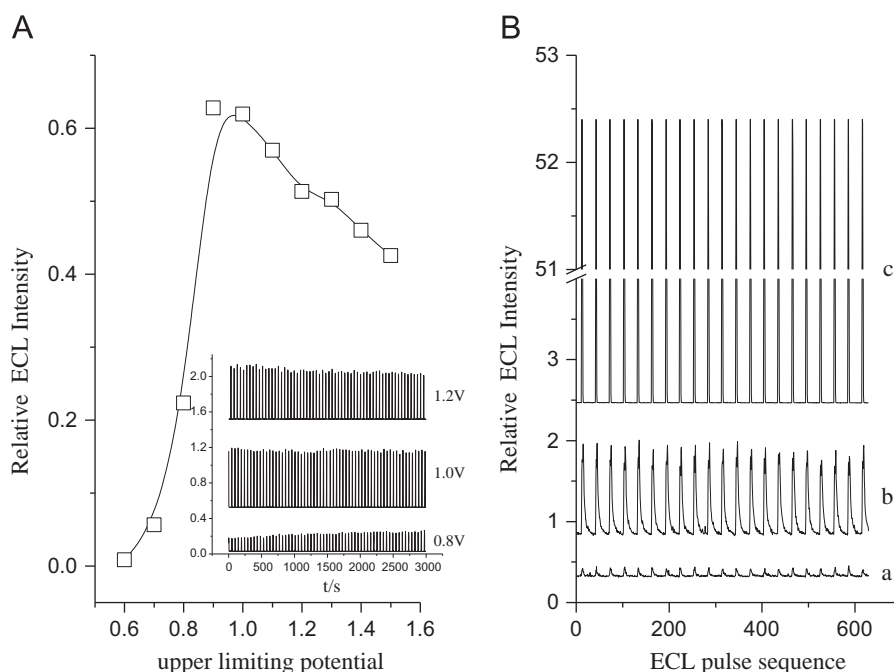 A
Relative ECL Intensity
0.6
0.4
0.2
0.0
0.6 0.8 1.0 1.2 1.4 1.6
upper limiting potential
2.0
1.6
1.2
0.8
0.4
0.0
1.2V
1.0V
0.8V
0 500 1000 1500 2000 2500 3000
t/s
B
Relative ECL Intensity
53
52
51
3
2
1
0
c
b
a
0 200 400 600
ECL pulse sequence